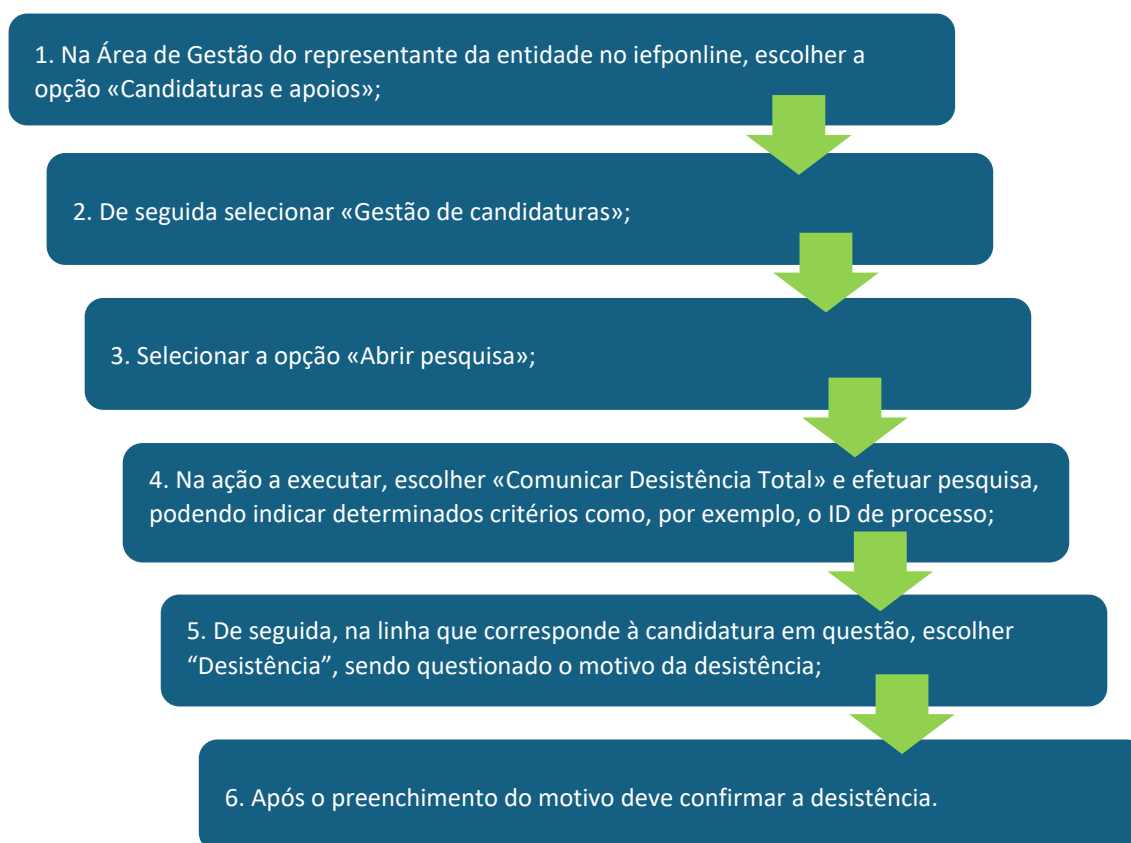 1. Na Área de Gestão do representante da entidade no iefponline, escolher a
opção «Candidaturas e apoios»;
2. De seguida selecionar «Gestão de candidaturas»;
3. Selecionar a opção «Abrir pesquisa»;
4. Na ação a executar, escolher «Comunicar Desistência Total» e efetuar pesquisa,
podendo indicar determinados critérios como, por exemplo, o ID de processo;
5. De seguida, na linha que corresponde à candidatura em questão, escolher
“Desistência”, sendo questionado o motivo da desistência;
6. Após o preenchimento do motivo deve confirmar a desistência.